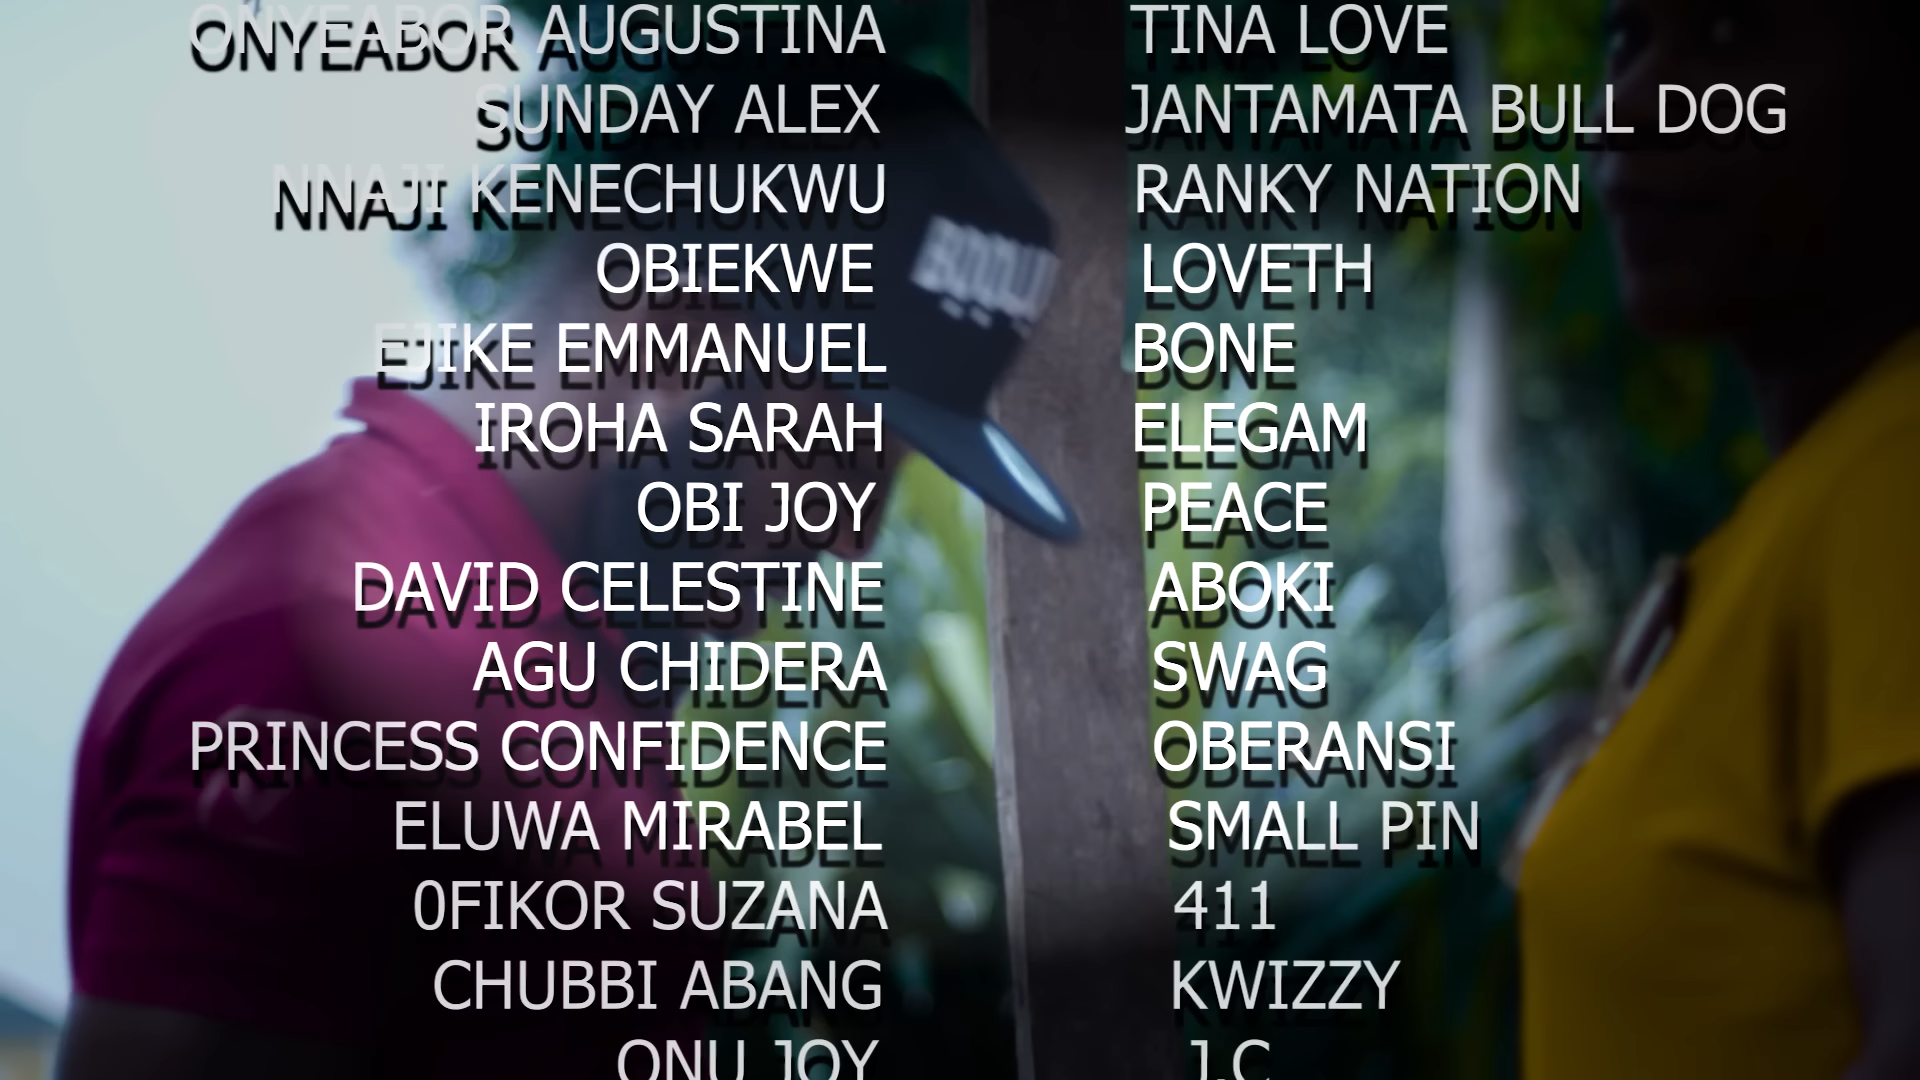 ONYEABOR AUGUSTINA TINA LOVE
SUNDAY ALEX JANTAMATA BULL DOG
NNAJI KENECHUKWU RANKY NATION
OBIEKWE LOVETH
EJIKE EMMANUEL BONE
IROHA SARAH ELEGAM
OBI JOY PEACE
DAVID CELESTINE ABOKI
AGU CHIDERA SWAG
PRINCESS CONFIDENCE OBERANSI
ELUWA MIRABEL SMALL PIN
0FIKOR SUZANA 411
CHUBBI ABANG KWIZZY
ONU JOY J.C